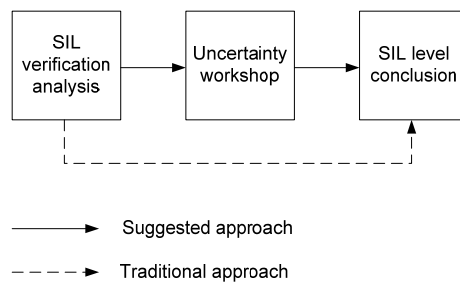 SIL
verification
analysis
Uncertainty
workshop
SIL level
conclusion
Suggested approach
Traditional approach